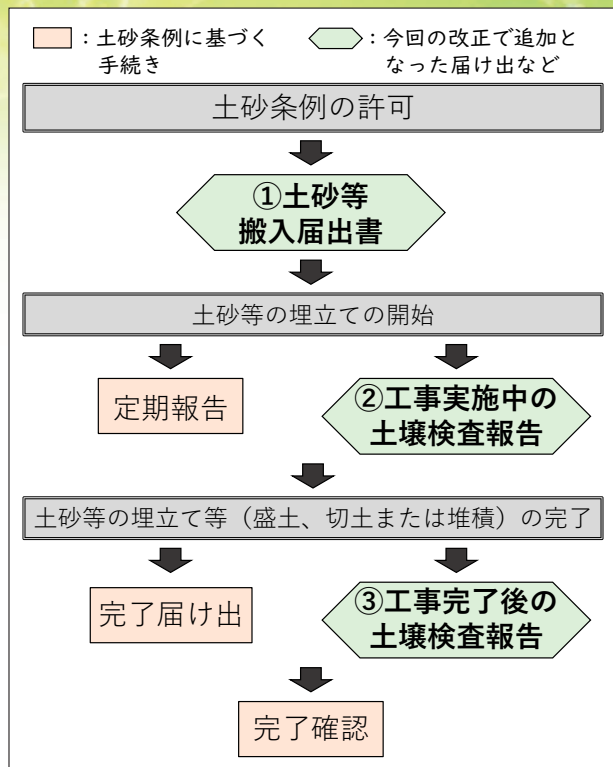 ：土砂条例に基づく
手続き
：今回の改正で追加と
なった届け出など
土砂条例の許可
①土砂等
搬入届出書
土砂等の埋立ての開始
定期報告
②工事実施中の
土壌検査報告
土砂等の埋立て等（盛土、切土または堆積）の完了
完了届け出
③工事完了後の
土壌検査報告
完了確認